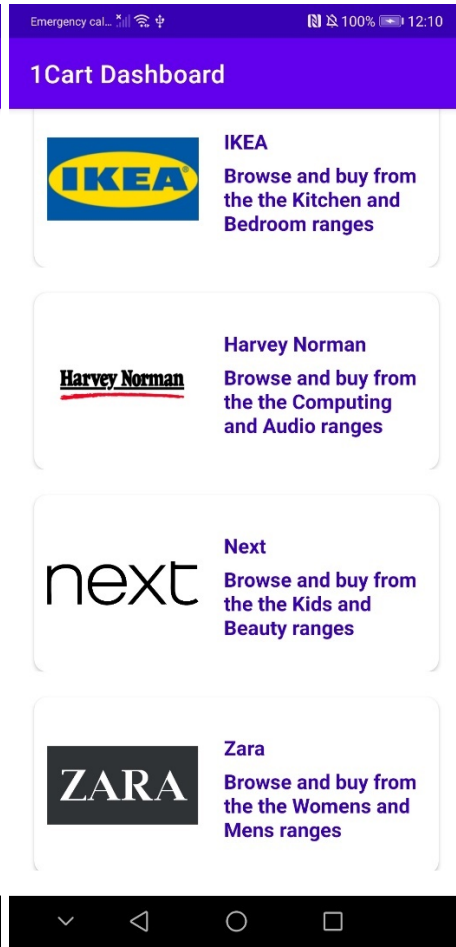 Emergency cal... 100% 12:10
1Cart Dashboard
IKEA
IKEA
Browse and buy from
the the Kitchen and
Bedroom ranges
Harvey Norman
Harvey Norman
Browse and buy from
the the Computing
and Audio ranges
next
Next
Browse and buy from
the the Kids and
Beauty ranges
ZARA
Zara
Browse and buy from
the the Womens and
Mens ranges